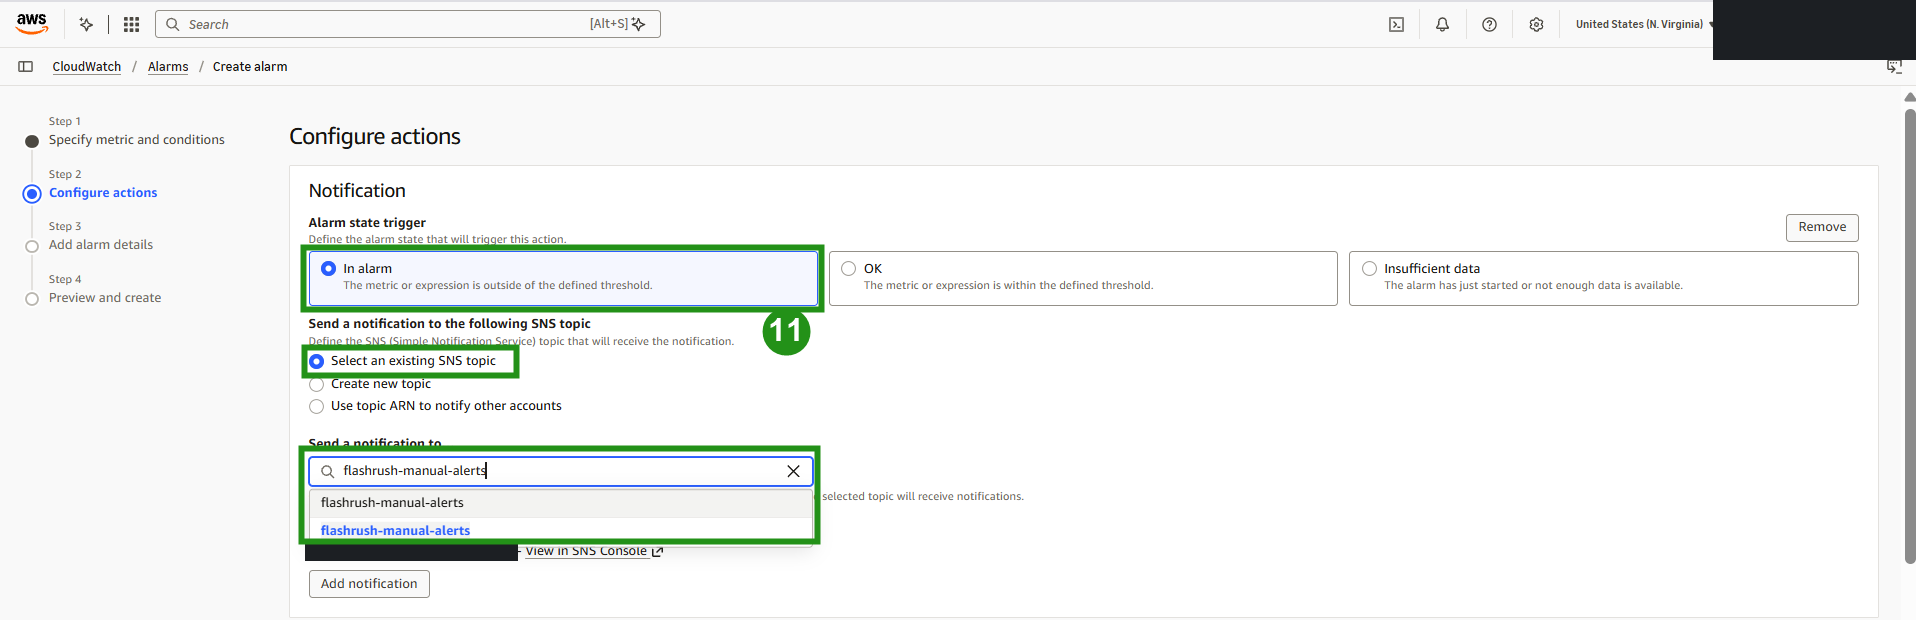 aws
Search
[Alt+S]
United States (N. Virginia)
CloudWatch / Alarms / Create alarm
Step 1
Specify metric and conditions
Step 2
Configure actions
Step 3
Add alarm details
Step 4
Preview and create
Configure actions
Notification
Alarm state trigger
Define the alarm state that will trigger this action.
Remove
In alarm
The metric or expression is outside of the defined threshold.
OK
The metric or expression is within the defined threshold.
Insufficient data
The alarm has just started or not enough data is available.
11
Send a notification to the following SNS topic
Define the SNS (Simple Notification Service) topic that will receive the notification.
Select an existing SNS topic
Create new topic
Use topic ARN to notify other accounts
Send a notification to
flashrush-manual-alerts
flashrush-manual-alerts
selected topic will receive notifications.
flashrush-manual-alerts
- View in SNS Console
Add notification